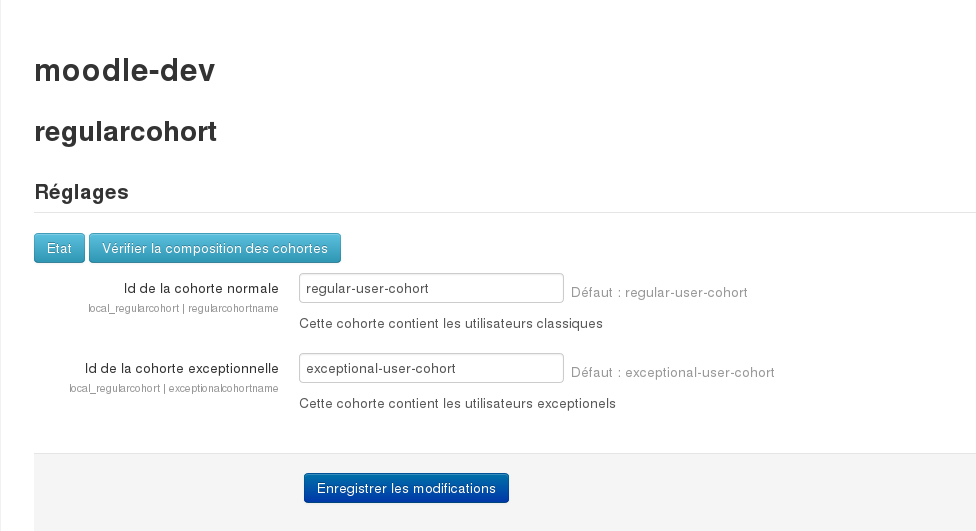 moodle-dev
regularcohort
Réglages
Etat Vérifier la composition des cohortes
Id de la cohorte normale regular-user-cohort Défaut : regular-user-cohort
local_regularcohort | regularcohortname
Cette cohorte contient les utilisateurs classiques
Id de la cohorte exceptionnelle exceptional-user-cohort Défaut : exceptional-user-cohort
local_regularcohort | exceptionalcohortname
Cette cohorte contient les utilisateurs exceptionels
Enregistrer les modifications